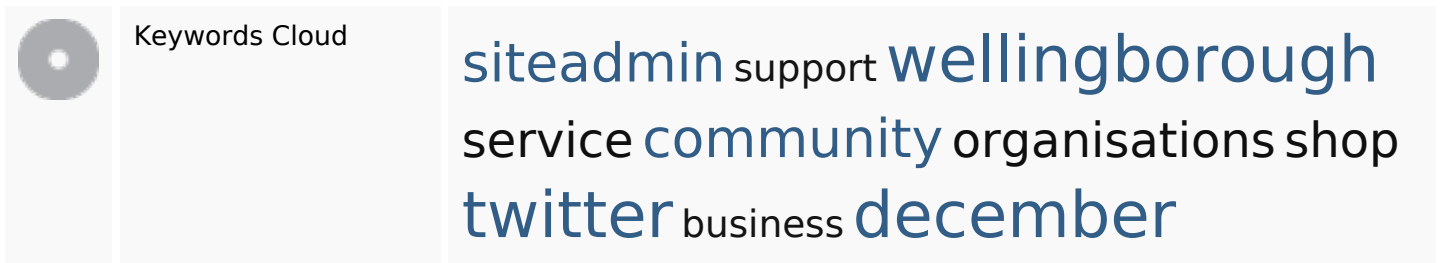 Keywords Cloud
siteadmin support wellingborough
service community organisations shop
twitter business december